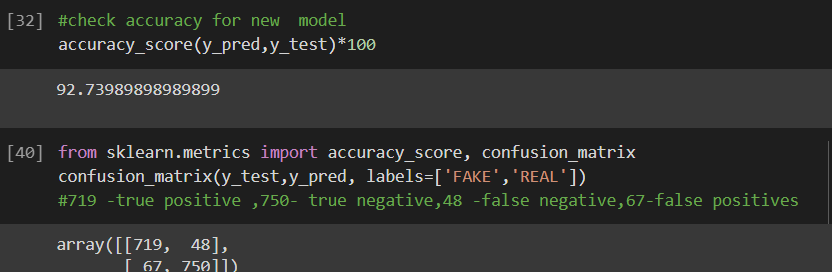 [32] #check accuracy for new  model
accuracy_score(y_pred,y_test)*100
92.73989898989899
[40] from sklearn.metrics import accuracy_score, confusion_matrix
confusion_matrix(y_test,y_pred, labels=['FAKE','REAL'])
#719 -true positive ,750- true negative,48 -false negative,67-false positives
array([[719,  48],
       [ 67, 750]])